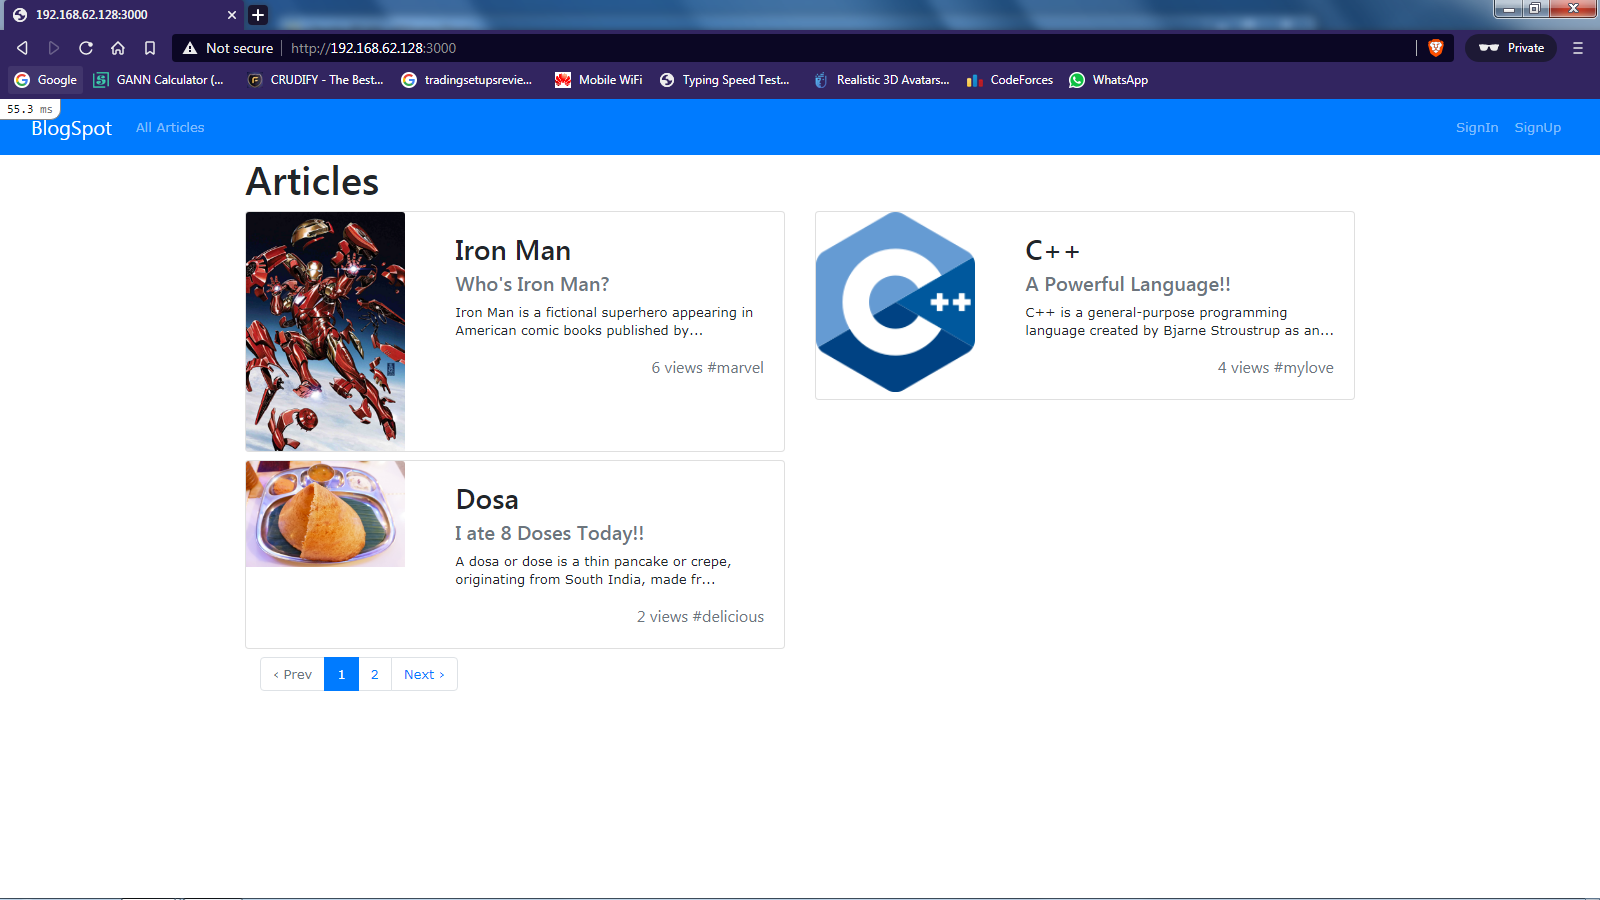 192.168.62.128:3000
Not secure http://192.168.62.128:3000 Private
Google GANN Calculator (... CRUDIFY - The Best... tradingsetupsrevie... Mobile WiFi Typing Speed Test... Realistic 3D Avatars... CodeForces WhatsApp
55.3 ms
BlogSpot All Articles SignIn SignUp
Articles
Iron Man
Who's Iron Man?
Iron Man is a fictional superhero appearing in
American comic books published by...
6 views #marvel
C++
C++
A Powerful Language!!
C++ is a general-purpose programming
language created by Bjarne Stroustrup as an...
4 views #mylove
Dosa
I ate 8 Doses Today!!
A dosa or dose is a thin pancake or crepe,
originating from South India, made fr...
2 views #delicious
‹ Prev 1 2 Next ›